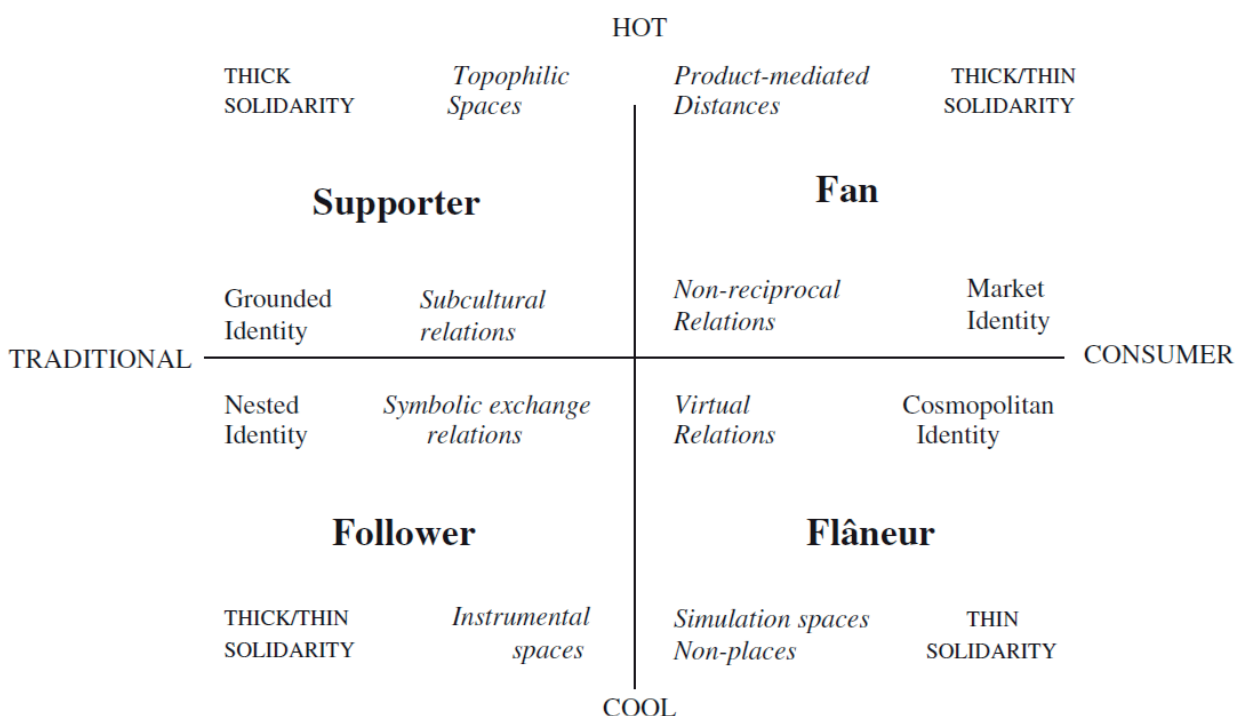 HOT
THICK
SOLIDARITY
Topophilic
Spaces
Product-mediated
Distances
THICK/THIN
SOLIDARITY
Supporter
Fan
Grounded
Identity
Subcultural
relations
Non-reciprocal
Relations
Market
Identity
TRADITIONAL
CONSUMER
Nested
Identity
Symbolic exchange
relations
Virtual
Relations
Cosmopolitan
Identity
Follower
Flâneur
THICK/THIN
SOLIDARITY
Instrumental
spaces
Simulation spaces
Non-places
THIN
SOLIDARITY
COOL